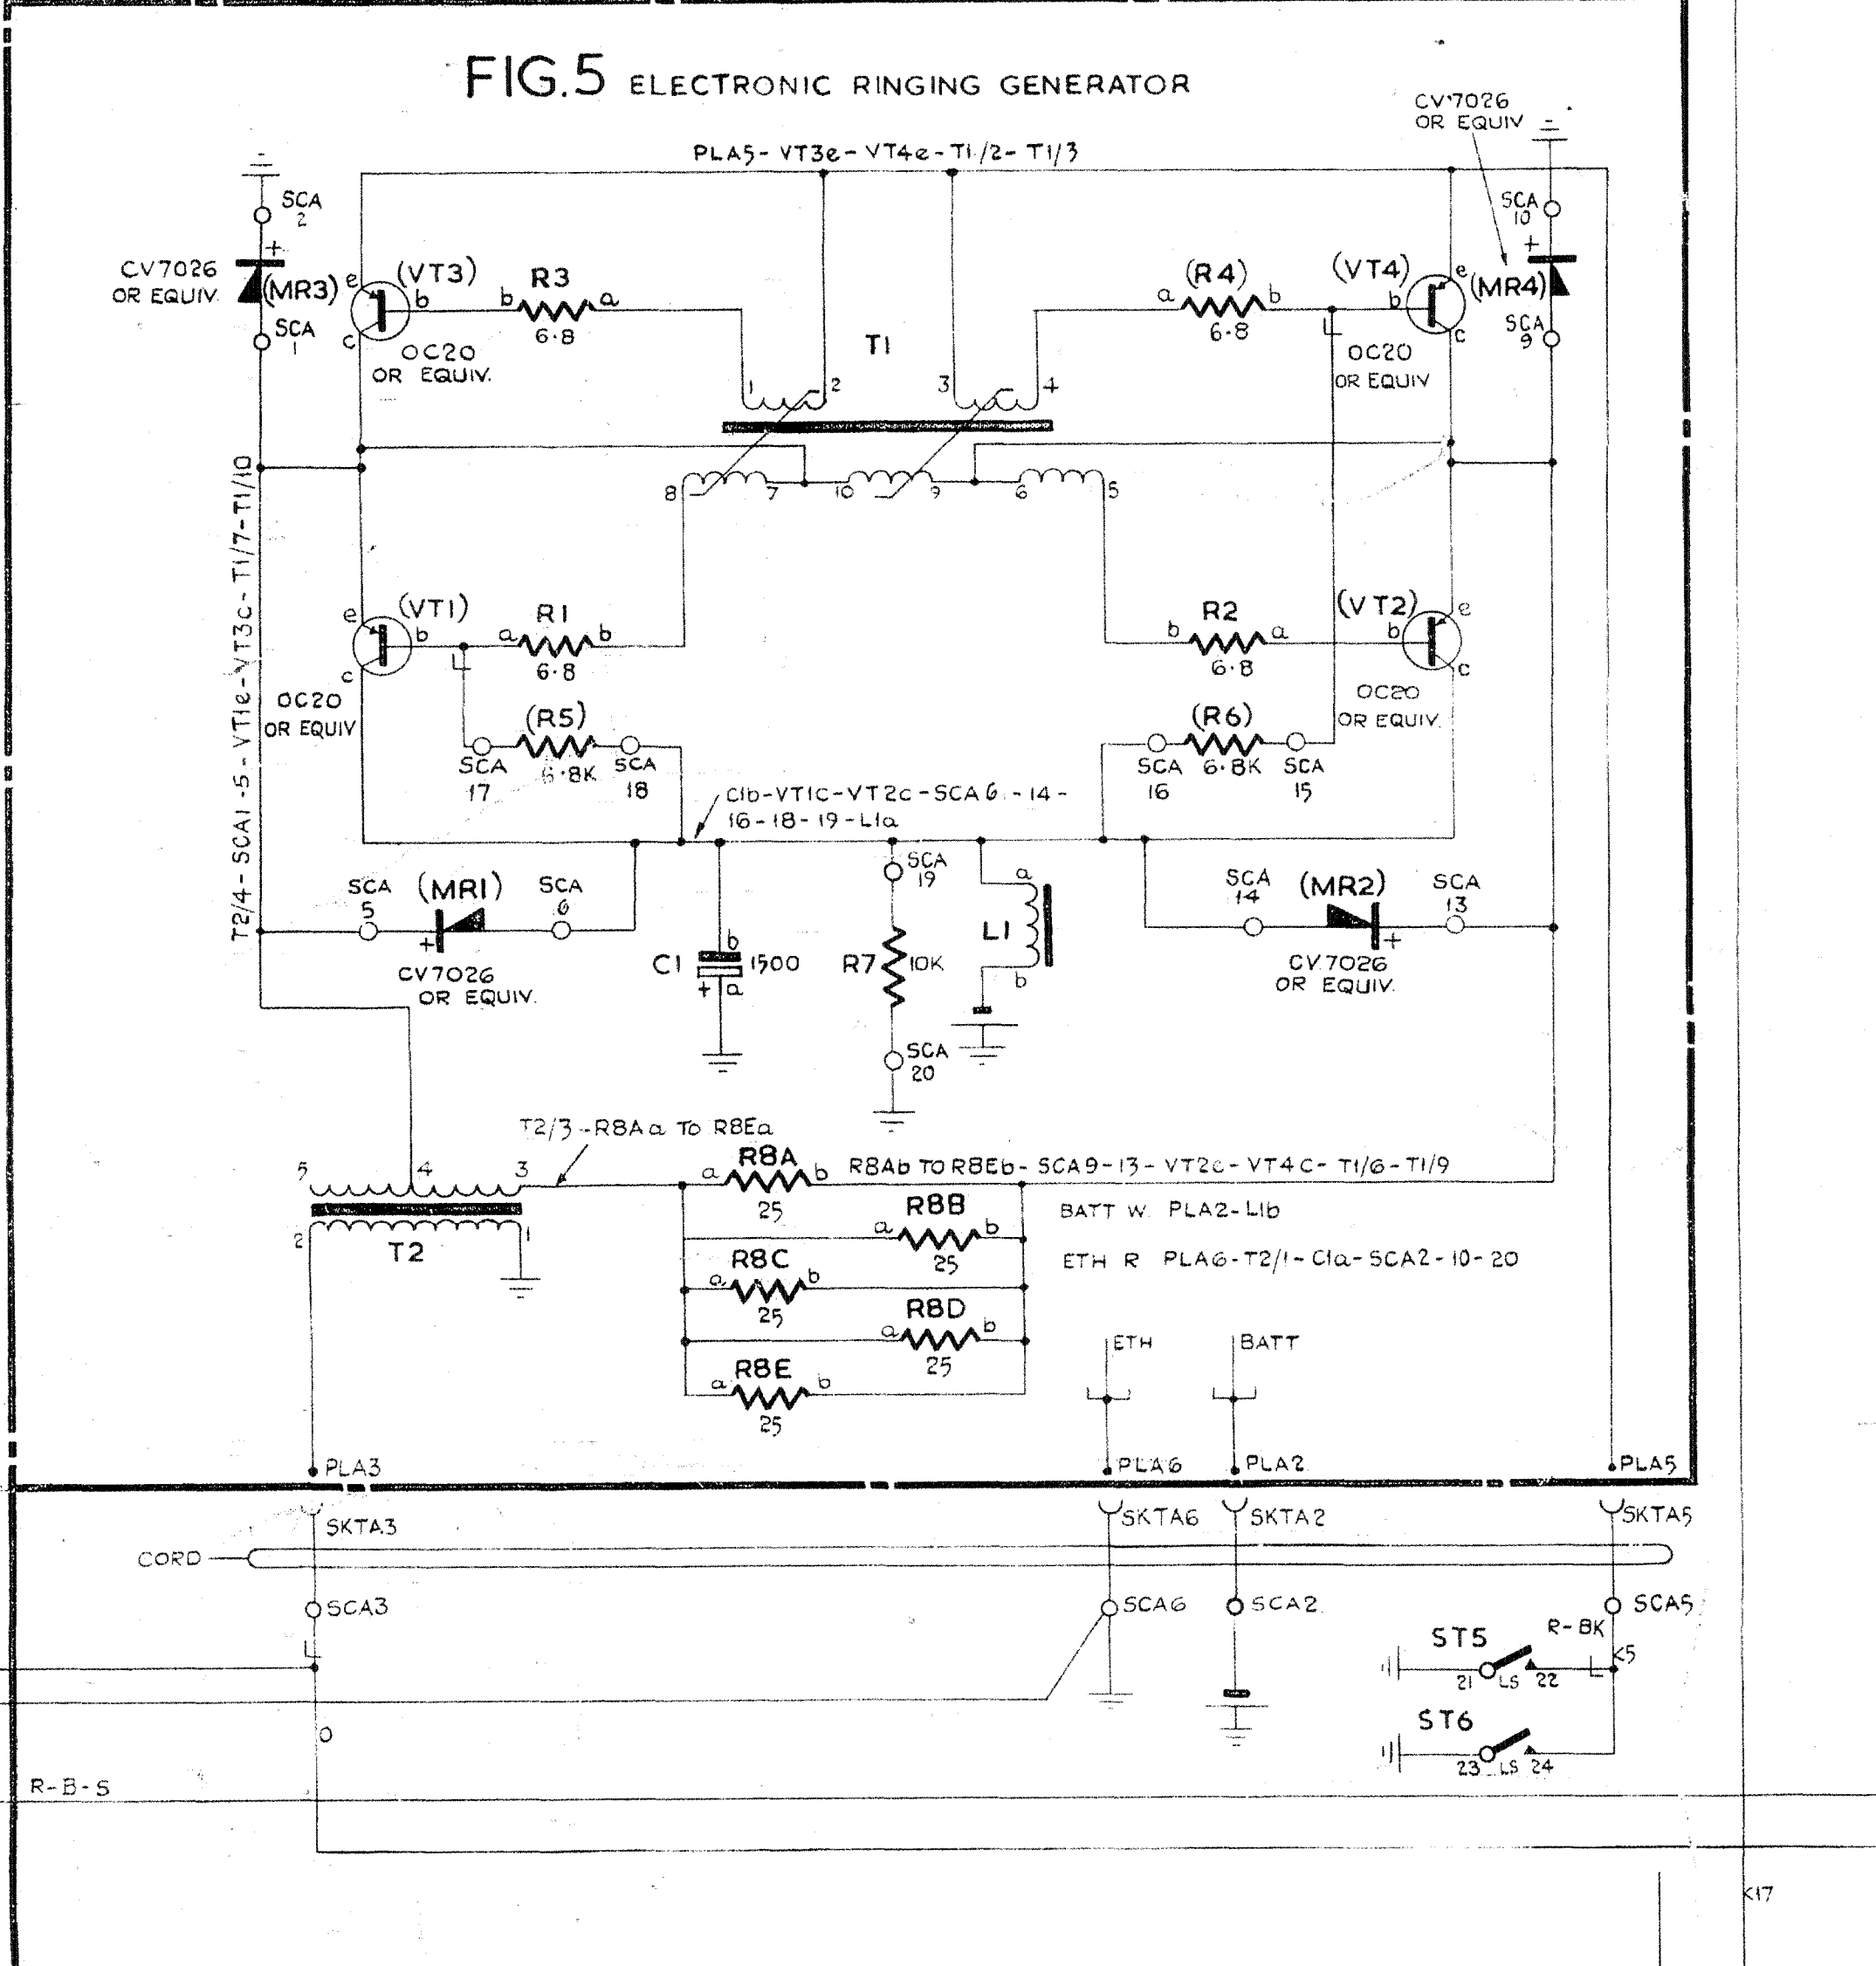 FIG.5 ELECTRONIC RINGING GENERATOR
CV7026
OR EQUIV
PLA5-VT3e-VT4e-T1/2-T1/3
SCA
2
+
CV7026
OR EQUIV.
(MR3)
SCA
1
e
(VT3)
b
c
OC20
OR EQUIV.
b
R3
a
6.8
T1
1
2
3
4
a
(R4)
b
6.8
(VT4)
e
b
c
OC20
OR EQUIV
SCA
10
+
(MR4)
SCA
9
8
7
10
9
6
5
T2/4-SCA1-5-VT1e-VT3c-T1/7-T1/10
e
(VT1)
b
c
OC20
OR EQUIV
a
R1
b
6.8
(R5)
SCA
17
6.8K
SCA
18
b
R2
a
6.8
(VT2)
e
b
c
OC20
OR EQUIV.
(R6)
SCA
16
6.8K
SCA
15
C1b-VT1C-VT2c-SCA6.-14-
16-18-19-L1a
SCA
5
(MR1)
SCA
6
+
CV7026
OR EQUIV.
C1
b
1500
+
a
SCA
19
R7
10K
SCA
20
a
L1
b
SCA
14
(MR2)
SCA
13
+
CV.7026
OR EQUIV.
T2/3-R8Aa TO R8Ea
5
4
3
2
1
T2
a
R8A
b
25
R8Ab TO R8Eb-SCA9-13-VT2e-VT4C-T1/6-T1/9
a
R8B
b
25
BATT W. PLA2-L1b
a
R8C
b
25
ETH R PLA6-T2/1-C1a-SCA2-10-20
a
R8D
b
25
a
R8E
b
25
ETH
BATT
PLA3
PLA6
PLA2
PLA5
SKTA3
SKTA6
SKTA2
SKTA5
CORD
SCA3
SCA6
SCA2
SCA5
R-BK
K5
ST5
21
LS
22
ST6
23
LS
24
O
R-B-S
K17